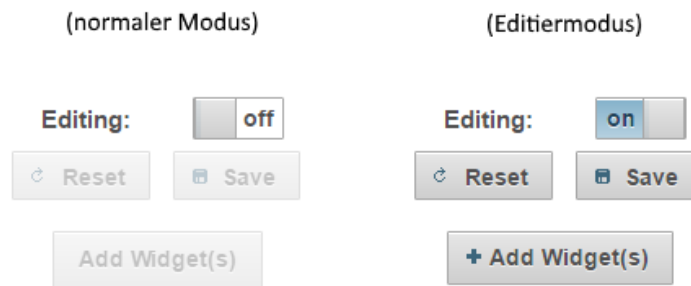 (normaler Modus)
Editing: off
Reset Save
Add Widget(s)
(Editiermodus)
Editing: on
Reset Save
Add Widget(s)